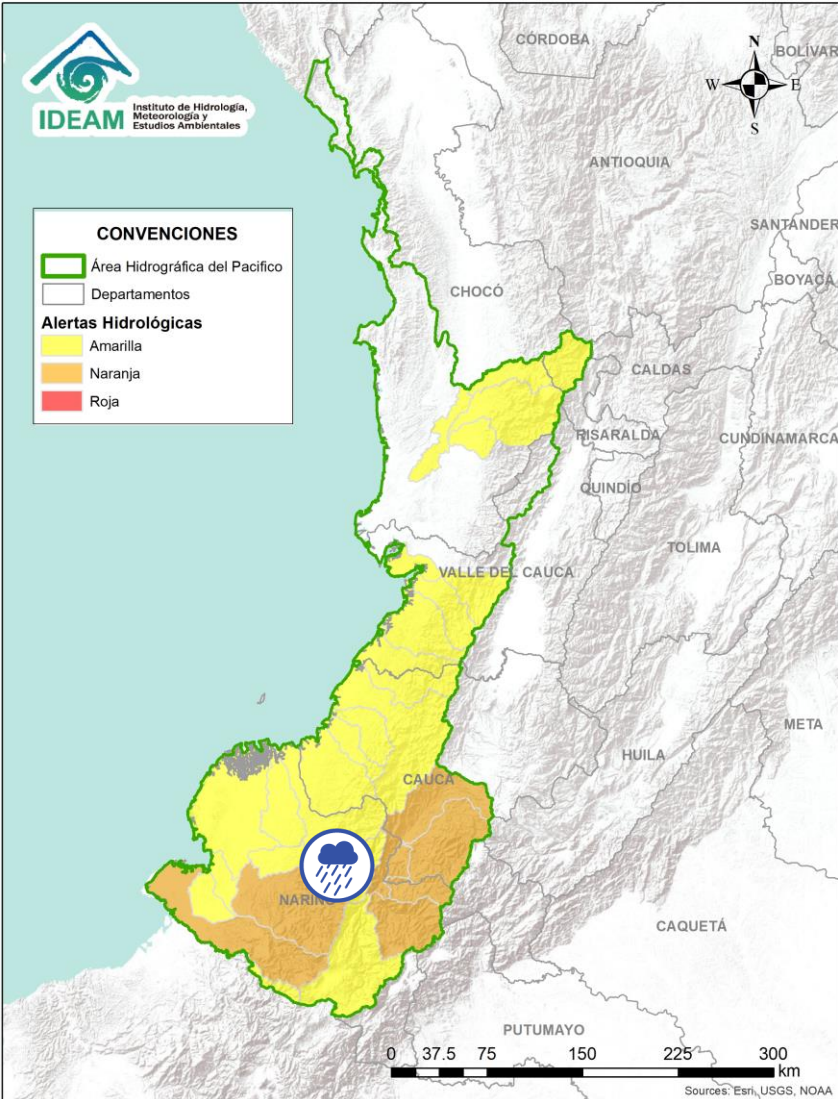 IDEAM
Instituto de Hidrología,
Meteorología y
Estudios Ambientales
N
W
E
S
CONVENCIONES
Área Hidrográfica del Pacifico
Departamentos
Alertas Hidrológicas
Amarilla
Naranja
Roja
CÓRDOBA
BOLÍVAR
ANTIOQUIA
SANTANDER
BOYACÁ
CHOCÓ
CALDAS
RISARALDA
CUNDINAMARCA
QUINDÍO
TOLIMA
VALLE DEL CAUCA
META
HUILA
CAUCA
NARIÑO
CAQUETÁ
PUTUMAYO
0 37.5 75 150 225 300
km
Sources: Esri, USGS, NOAA